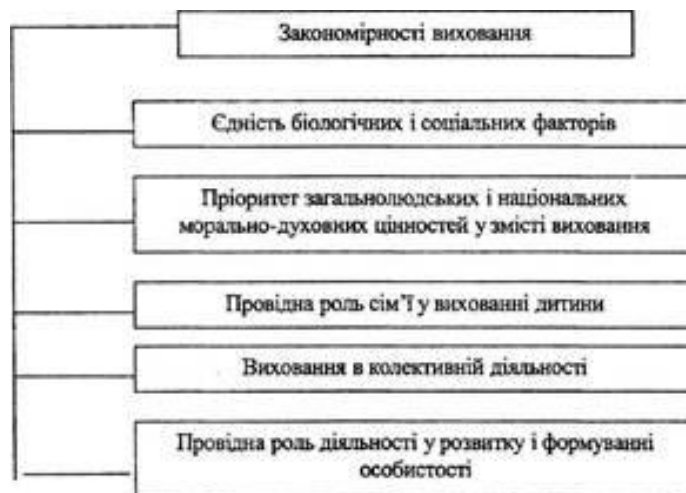 Закономірності виховання
Єдність біологічних і соціальних факторів
Пріоритет загальнолюдських і національних
морально-духовних цінностей у змісті виховання
Провідна роль сім'ї у вихованні дитини
Виховання в колективній діяльності
Провідна роль діяльності у розвитку і формуванні
особистості